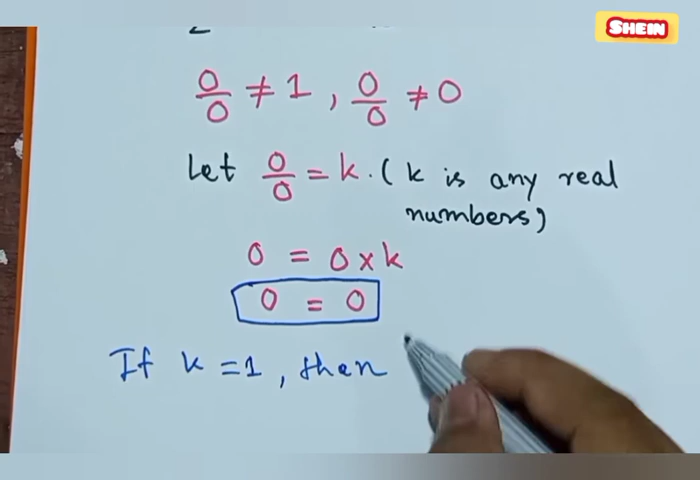 SHEIN
0/0 ≠ 1, 0/0 ≠ 0
Let 0/0 = k. (k is any real
numbers)
0 = 0 x k
0 = 0
If k = 1, then